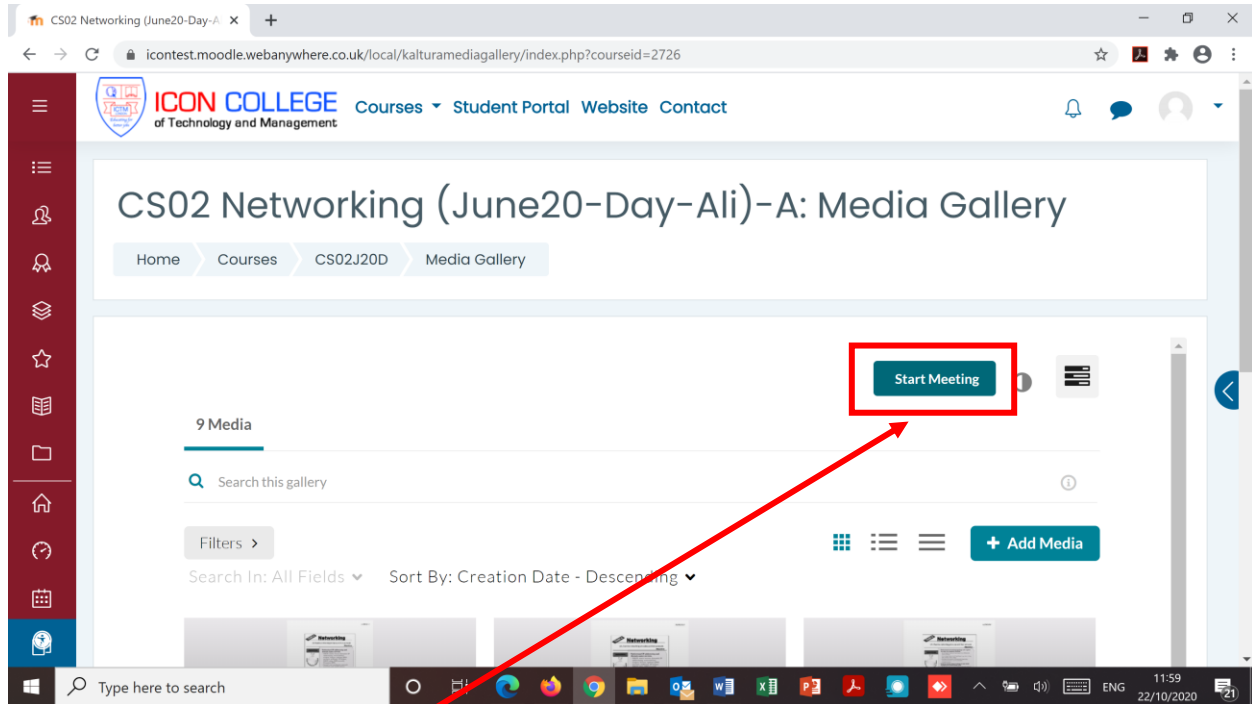 CS02 Networking (June20-Day-A
icontest.moodle.webanywhere.co.uk/local/kalturamediagallery/index.php?courseid=2726
ICON COLLEGE
of Technology and Management
Courses Student Portal Website Contact
CS02 Networking (June20-Day-Ali)-A: Media Gallery
Home Courses CS02J20D Media Gallery
Start Meeting
9 Media
Search this gallery
Filters >
+ Add Media
Search In: All Fields Sort By: Creation Date - Descending
Networking Networking Networking
Type here to search
ENG
11:59
22/10/2020
21